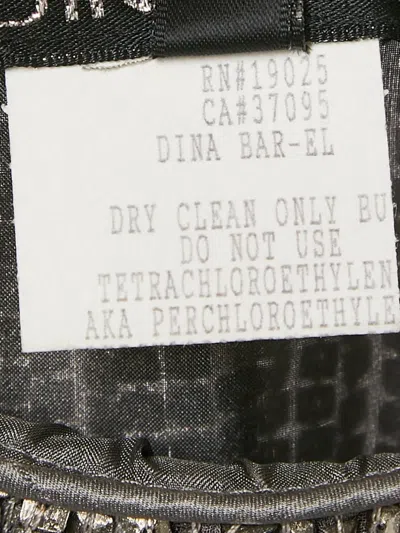 RN#19025
CA#37095
DINA BAR-EL
DRY CLEAN ONLY BU
DO NOT USE
TETRACHLOROETHYLEN
AKA PERCHLOROETHYLE